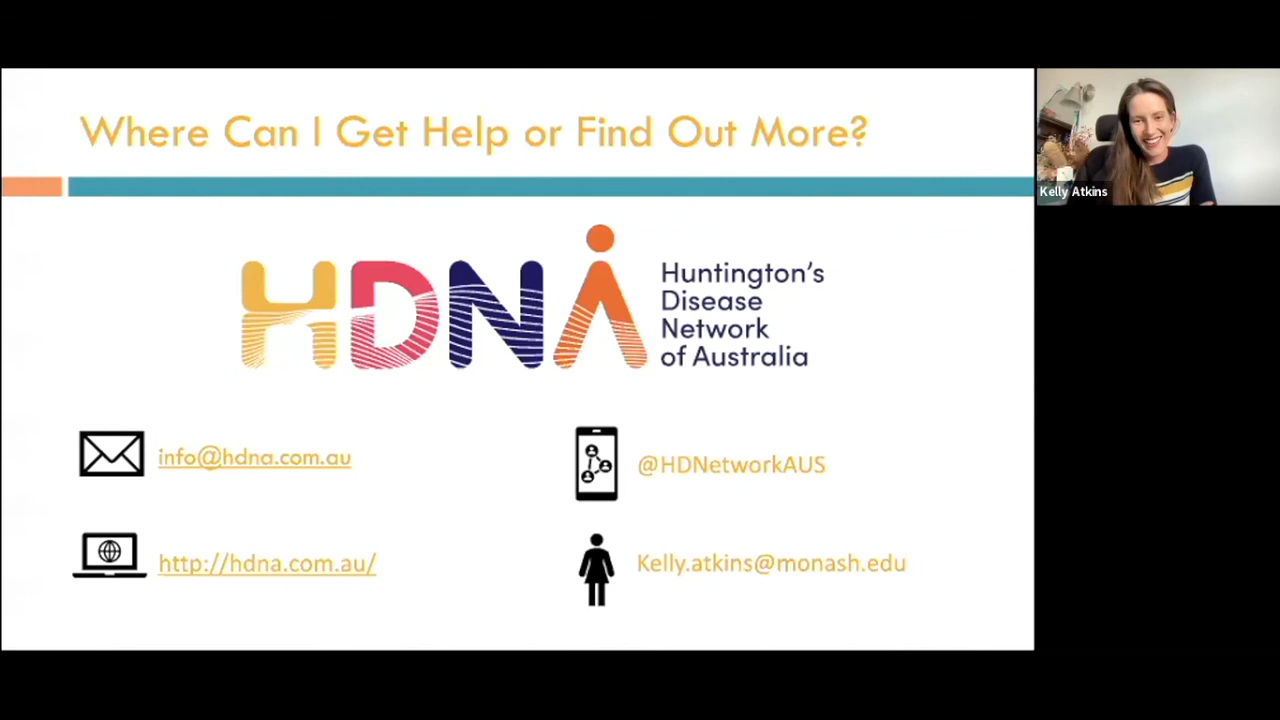 Where Can I Get Help or Find Out More?
Kelly Atkins
HDNA
Huntington's
Disease
Network
of Australia
info@hdna.com.au
@HDNetworkAUS
http://hdna.com.au/
Kelly.atkins@monash.edu